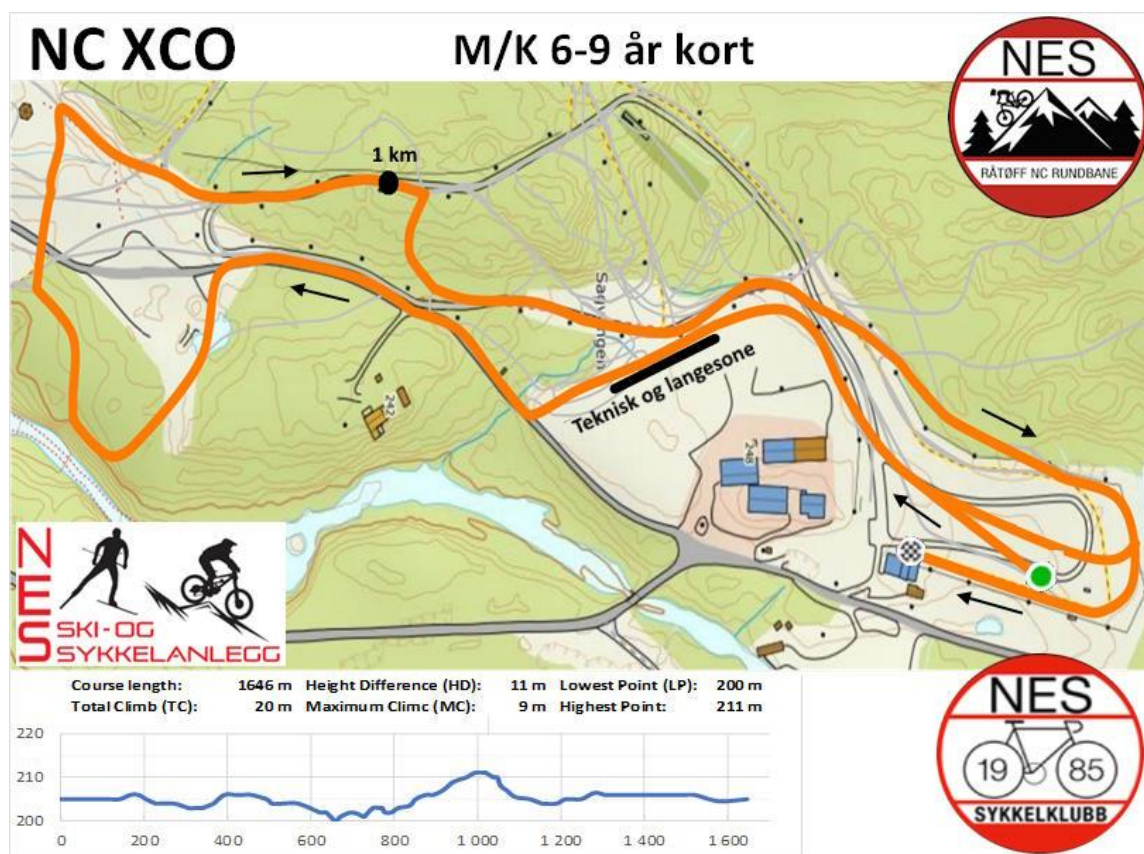 NC XCO
M/K 6-9 år kort
NES
RÅTØFF NC RUNDBANE
1 km
Sagvangen
Teknisk og langesone
242
248
NES
SKI-OG
SYKKELANLEGG
Course length: 1646 m Height Difference (HD): 11 m Lowest Point (LP): 200 m
Total Climb (TC): 20 m Maximum Climc (MC): 9 m Highest Point: 211 m
220
210
200
0 200 400 600 800 1 000 1 200 1 400 1 600
NES
19 85
SYKKELKLUBB